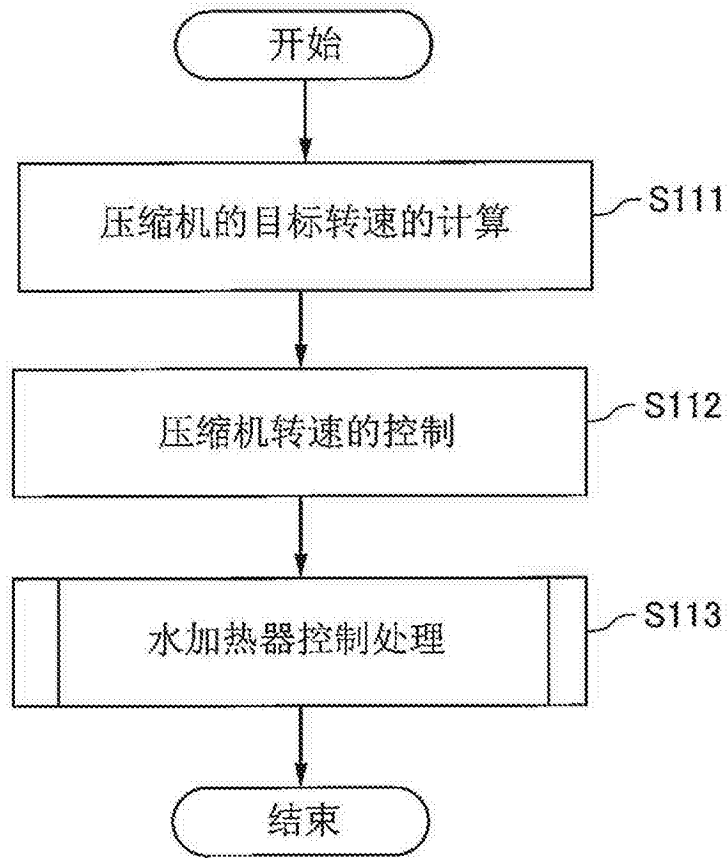 开始
压缩机的目标转速的计算
S111
压缩机转速的控制
S112
水加热器控制处理
S113
结束